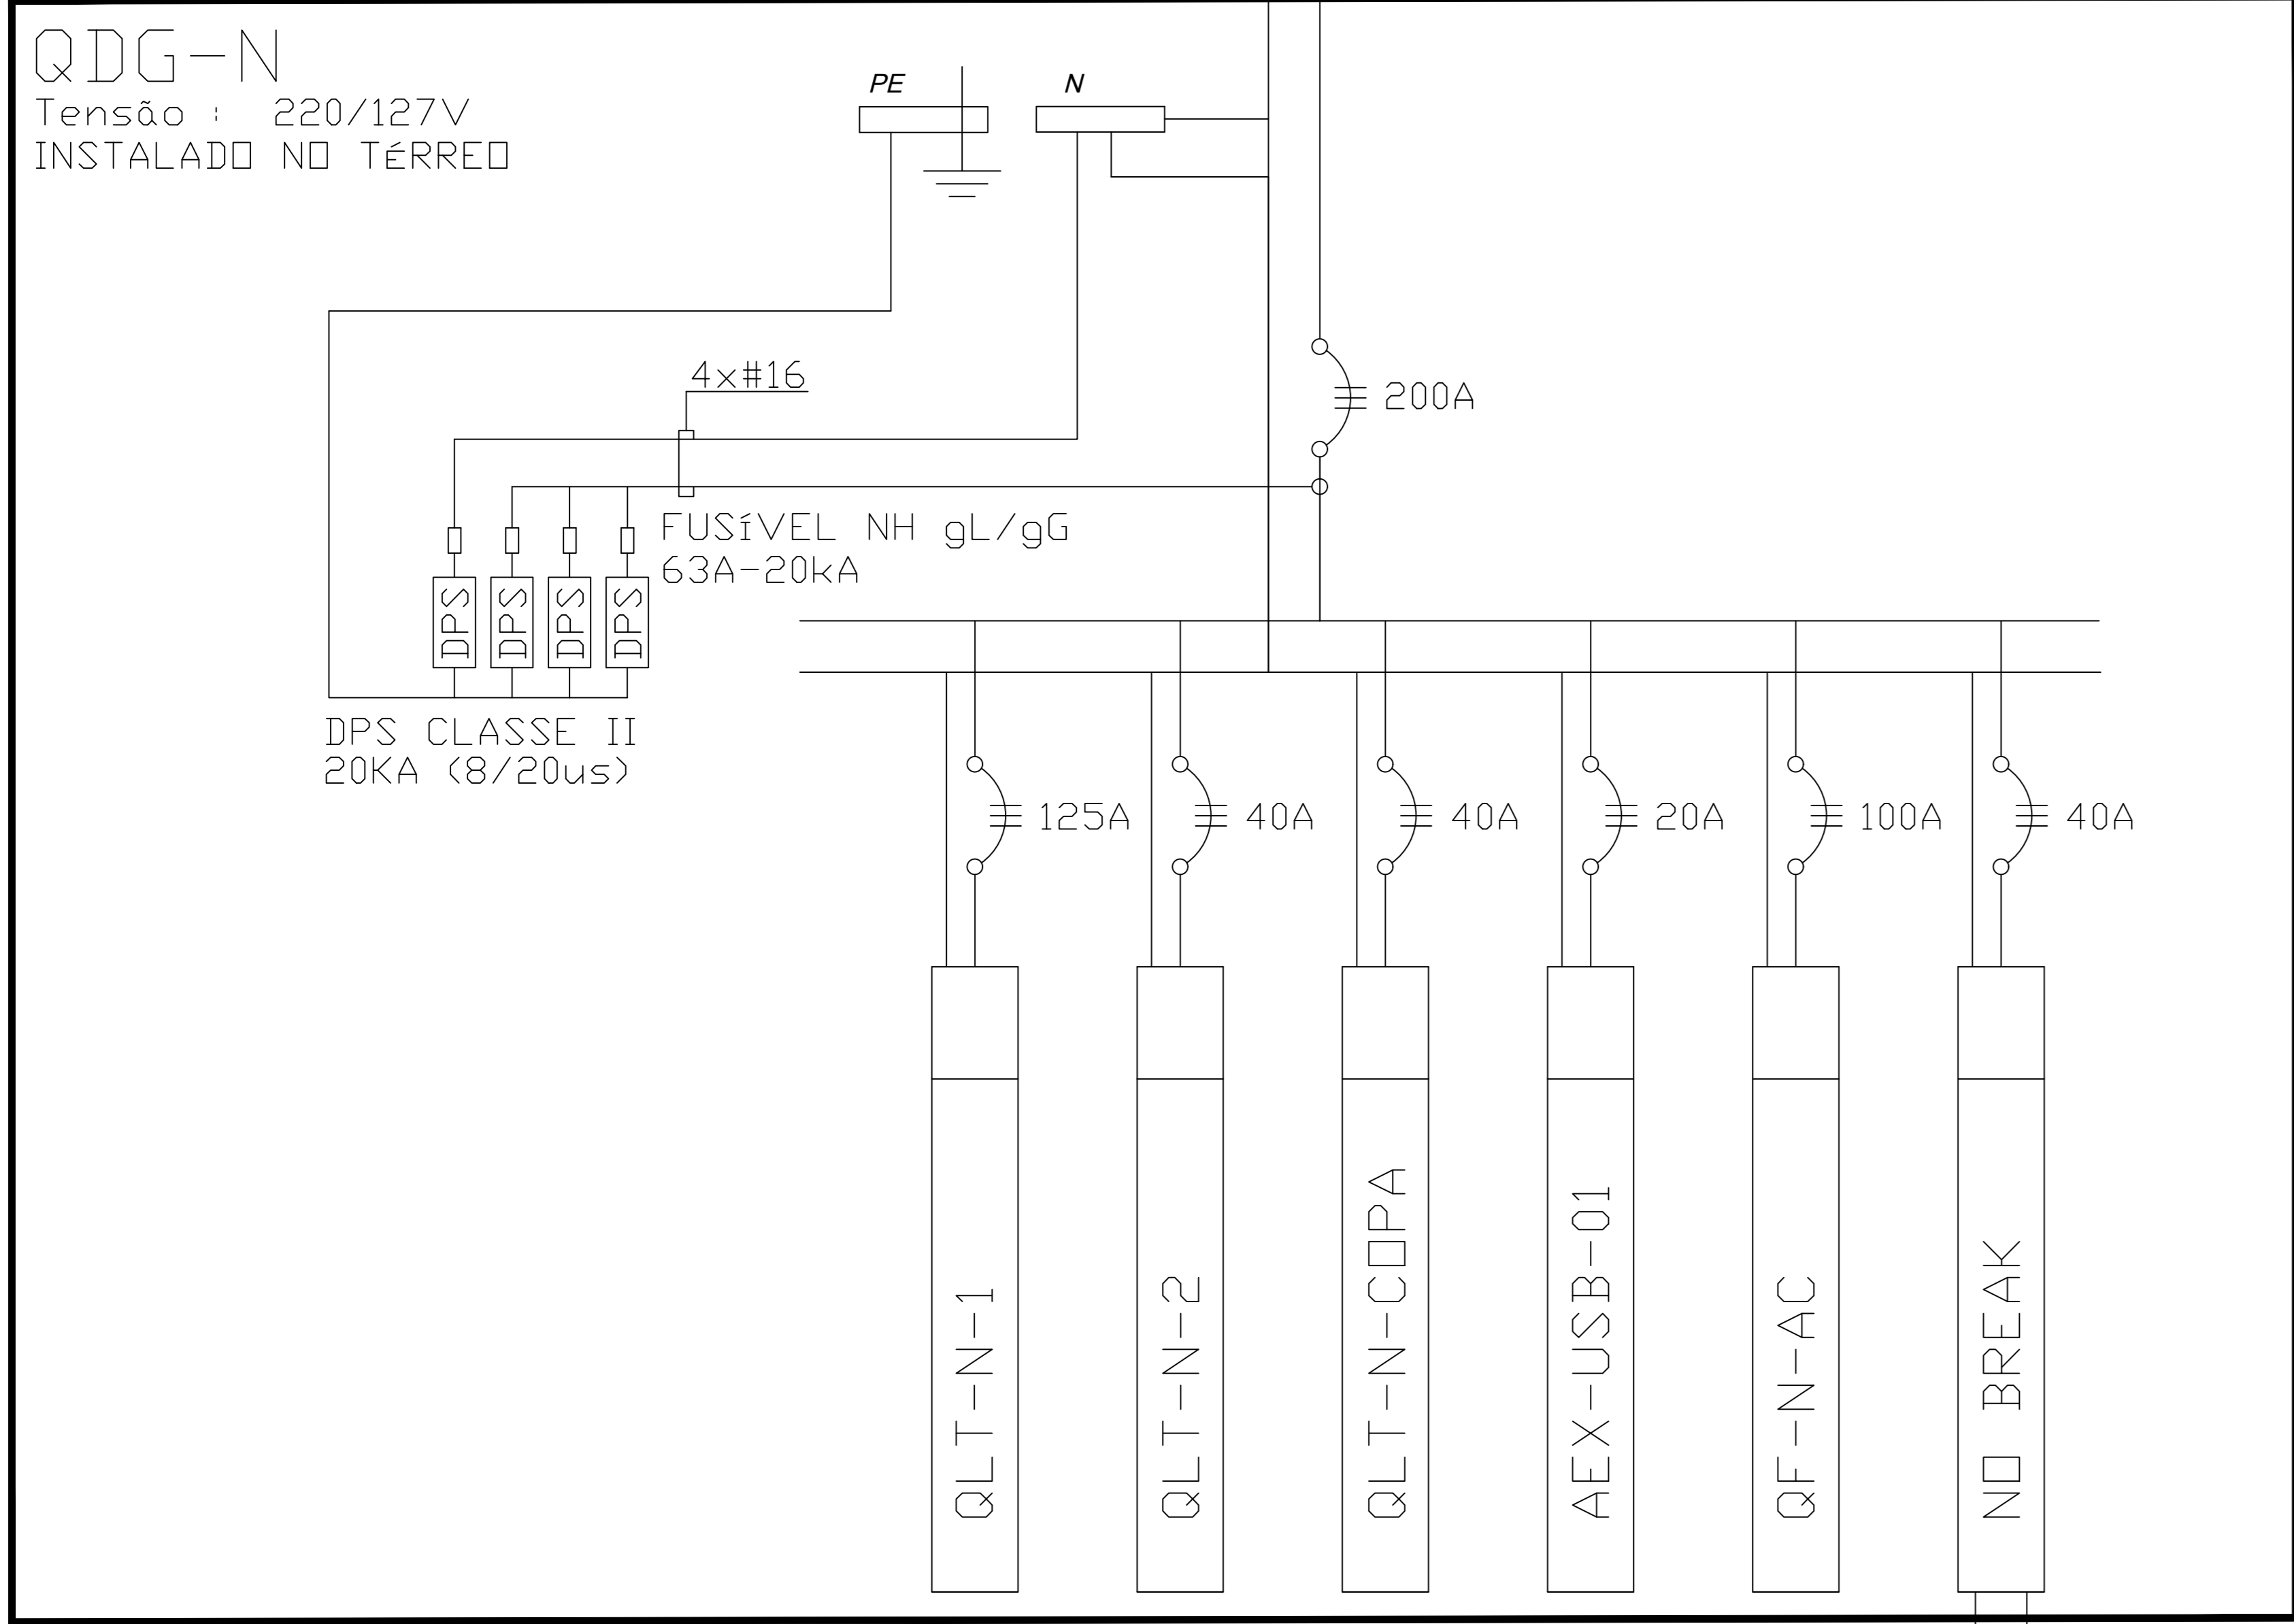 QDG-N
Tensão : 220/127V
INSTALADO NO TÉRREO
PE
N
4x#16
200A
FUSíVEL NH gL/gG
63A-20kA
DPS
DPS
DPS
DPS
DPS CLASSE II
20KA (8/20us)
125A
40A
40A
20A
100A
40A
QLT-N-1
QLT-N-2
QLT-N-COPA
AEX-USB-01
QF-N-AC
NO BREAK